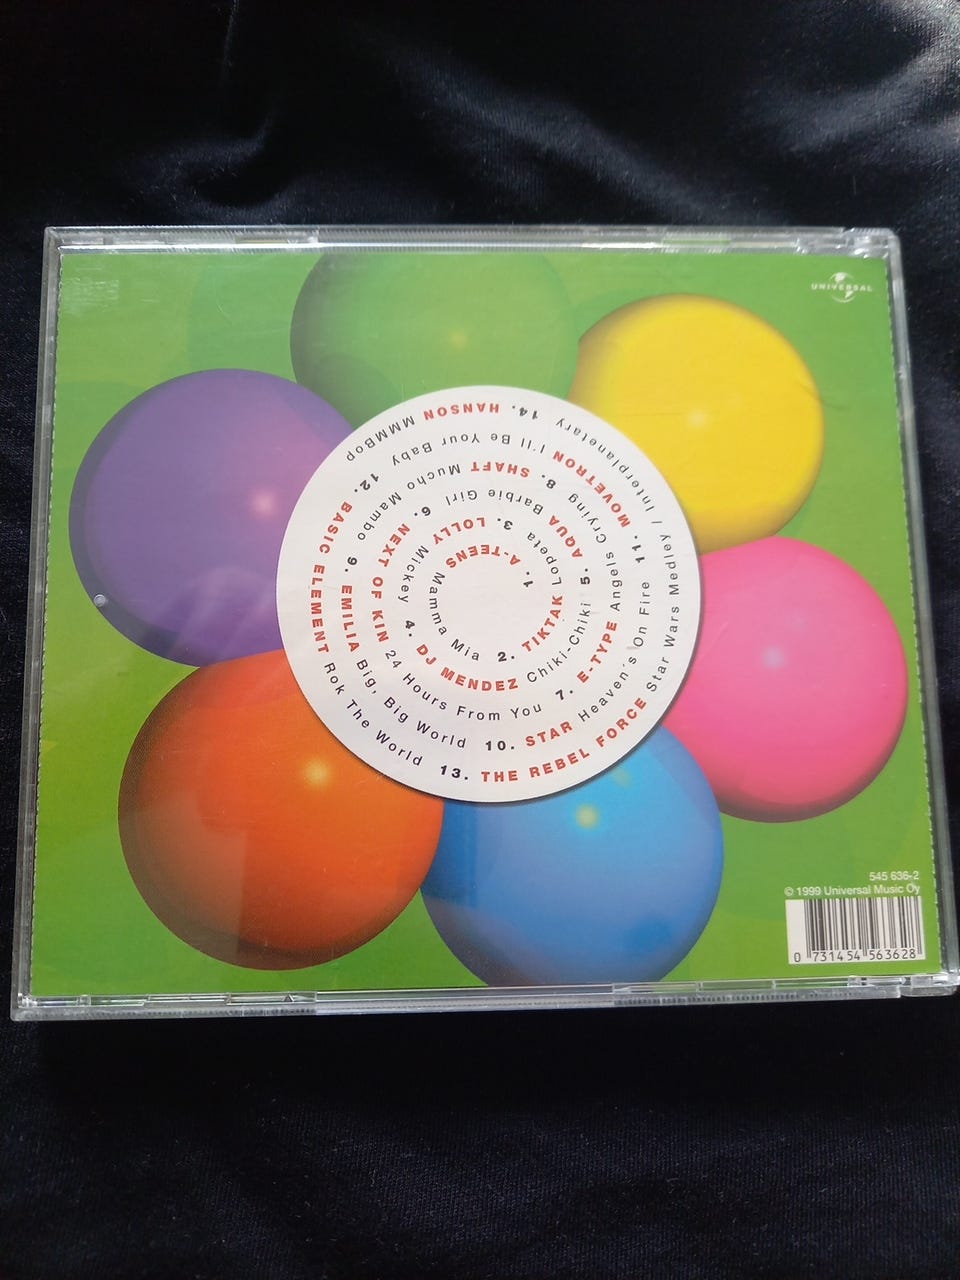 UNIVERSAL
1. A-TEENS Mamma Mia
2. TIKTAK Lopeta
3. LOLLY Mickey
4. DJ MENDEZ Chiki-Chiki
5. AQUA Barbie Girl
6. NEXT OF KIN 24 Hours From You
7. E-TYPE Angels Crying
8. SHAFT Mucho Mambo
9. EMILIA Big, Big World
10. STAR Heaven's On Fire
11. MOVETRON I'll Be Your Baby
12. BASIC ELEMENT Rok The World
13. THE REBEL FORCE Star Wars Medley / Interplanetary
14. HANSON MMMBop
545 636-2
© 1999 Universal Music Oy
0 731454 563628